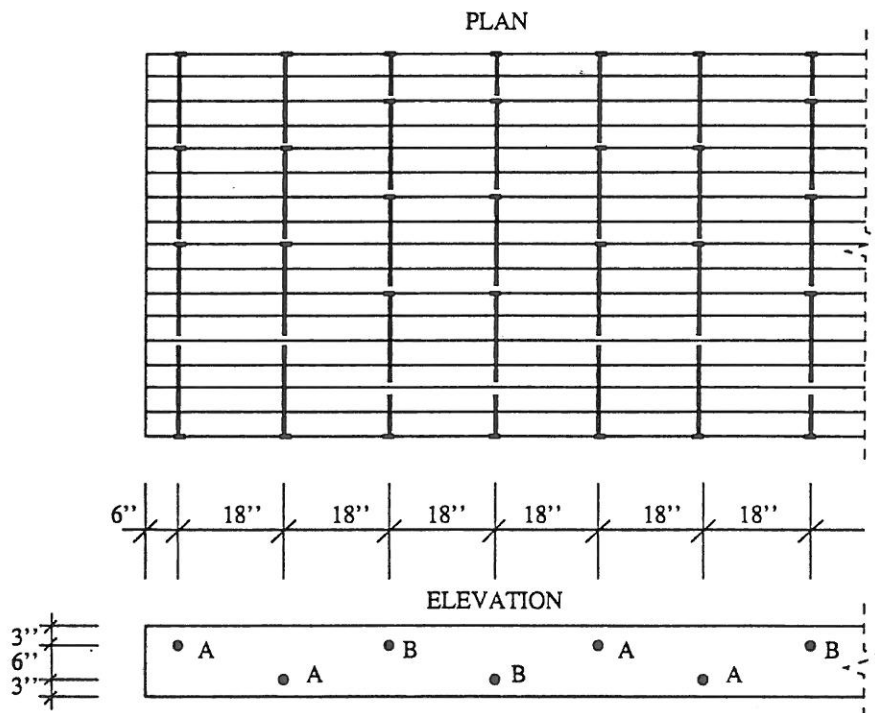 PLAN
6’’ 18’’ 18’’ 18’’ 18’’ 18’’ 18’’
ELEVATION
3’’
6’’
3’’
A B A B
A B A